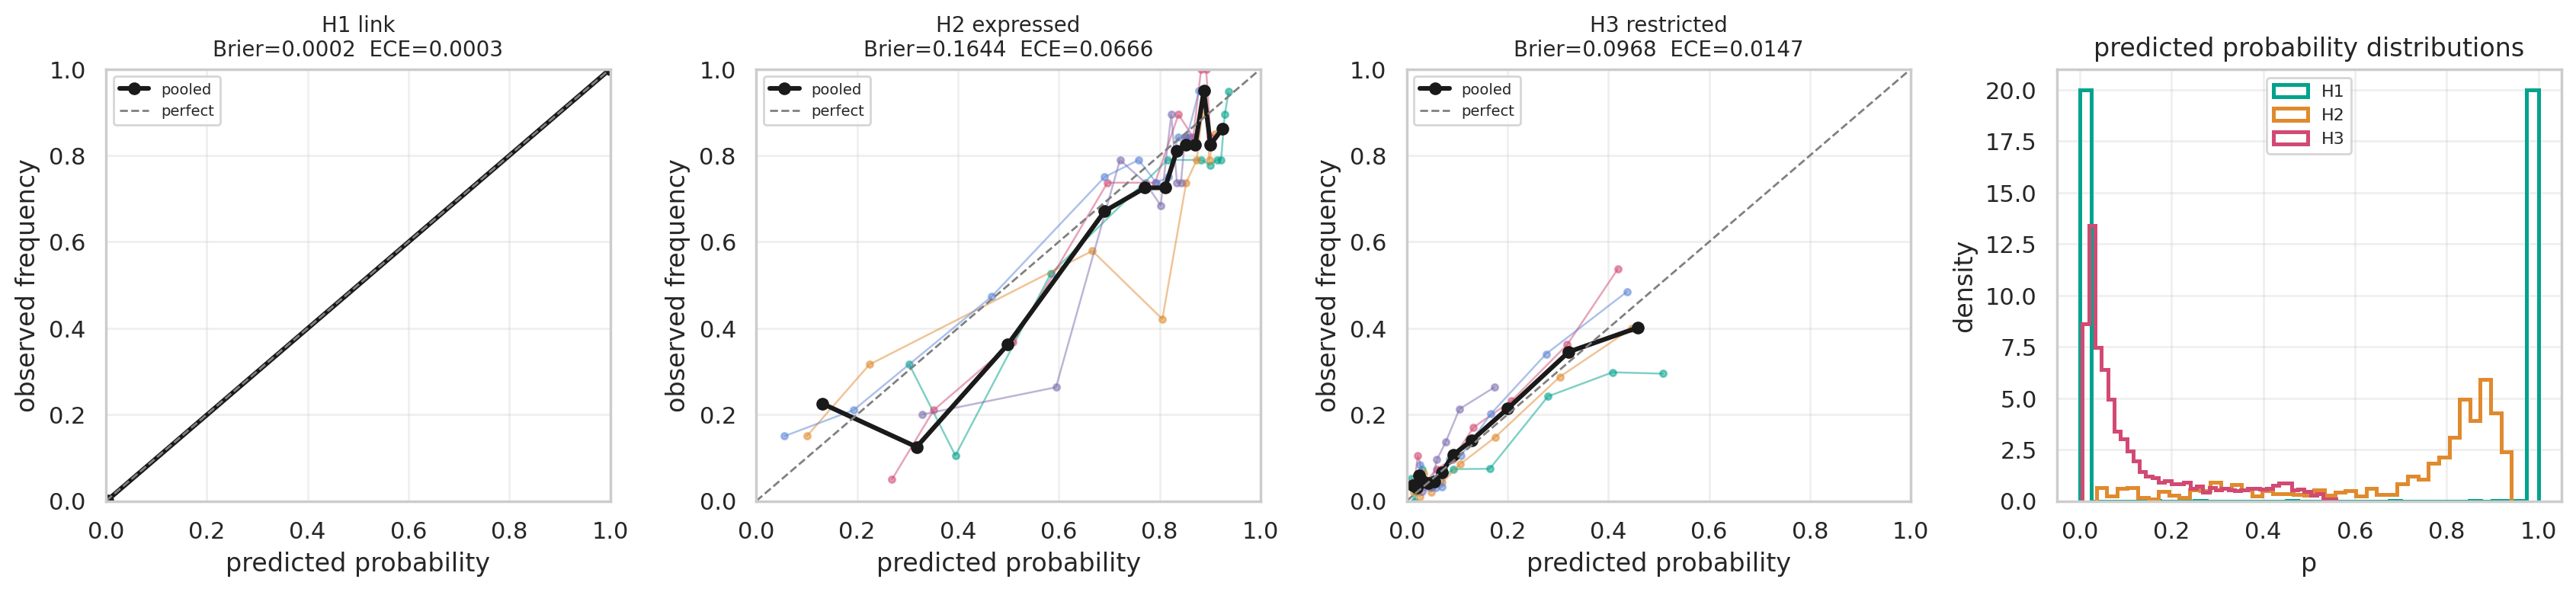 H1 link
Brier=0.0002  ECE=0.0003
1.0
0.8
0.6
0.4
0.2
0.0
observed frequency
pooled
perfect
0.0 0.2 0.4 0.6 0.8 1.0
predicted probability
H2 expressed
Brier=0.1644  ECE=0.0666
1.0
0.8
0.6
0.4
0.2
0.0
observed frequency
pooled
perfect
0.0 0.2 0.4 0.6 0.8 1.0
predicted probability
H3 restricted
Brier=0.0968  ECE=0.0147
1.0
0.8
0.6
0.4
0.2
0.0
observed frequency
pooled
perfect
0.0 0.2 0.4 0.6 0.8 1.0
predicted probability
predicted probability distributions
20.0
17.5
15.0
12.5
10.0
7.5
5.0
2.5
0.0
density
H1
H2
H3
0.0 0.2 0.4 0.6 0.8 1.0
p